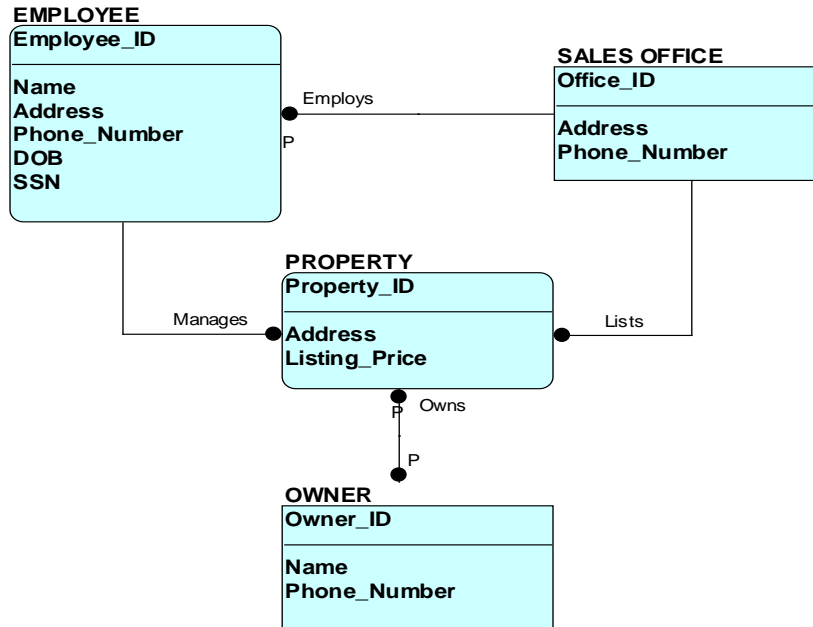 EMPLOYEE
Employee_ID
Name
Address
Phone_Number
DOB
SSN
Employs
P
SALES OFFICE
Office_ID
Address
Phone_Number
Manages
PROPERTY
Property_ID
Address
Listing_Price
Lists
P
Owns
P
OWNER
Owner_ID
Name
Phone_Number